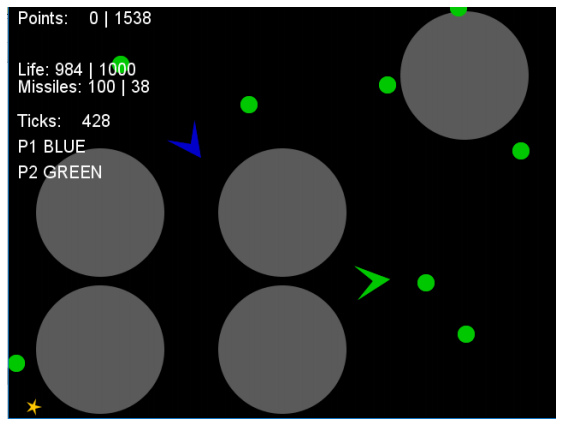 Points: 0 | 1538
Life: 984 | 1000
Missiles: 100 | 38
Ticks: 428
P1 BLUE
P2 GREEN